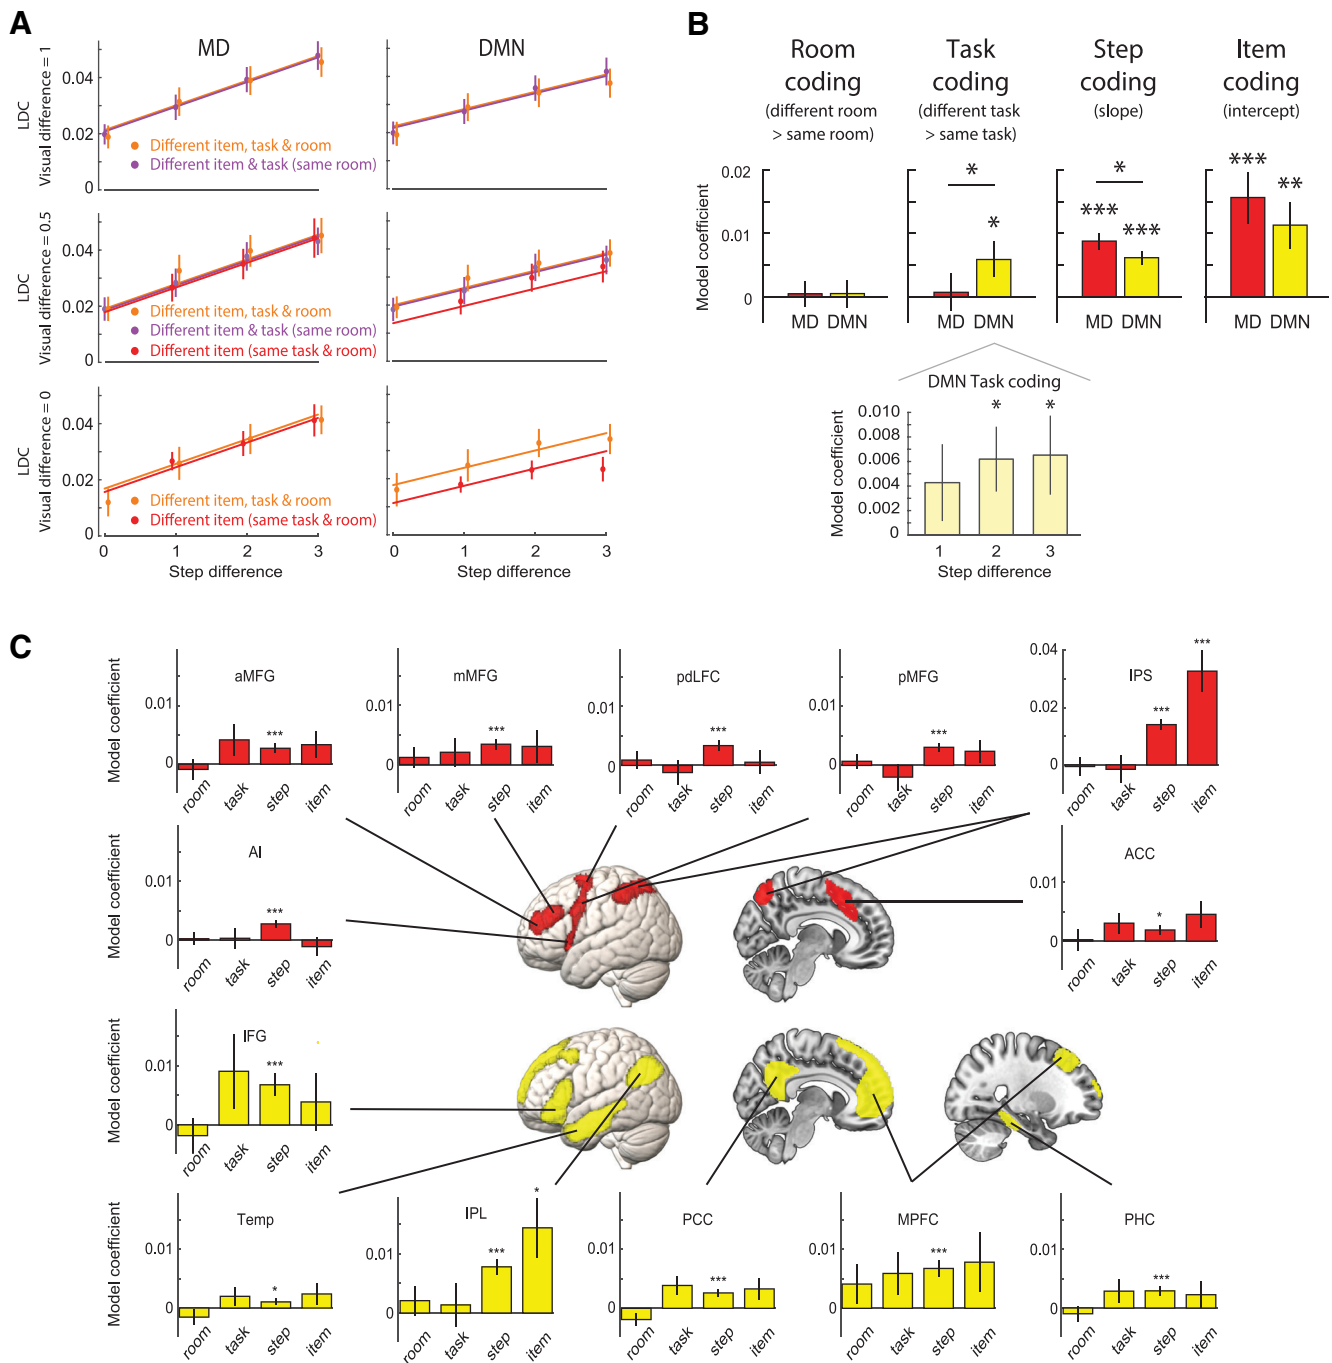 A
MD
DMN
LDC
Visual difference = 1
0.04
0.02
0
Different item, task & room
Different item & task (same room)
LDC
Visual difference = 0.5
0.04
0.02
0
Different item, task & room
Different item & task (same room)
Different item (same task & room)
LDC
Visual difference = 0
0.04
0.02
0
Different item, task & room
Different item (same task & room)
0 1 2 3
Step difference
0 1 2 3
Step difference
B
Room
coding
(different room
> same room)
Task
coding
(different task
> same task)
Step
coding
(slope)
Item
coding
(intercept)
Model coefficient
0.02
0.01
0
MD DMN
*
*
MD DMN
*
***
***
MD DMN
***
**
MD DMN
DMN Task coding
Model coefficient
0.010
0.008
0.006
0.004
0.002
0
*
*
1 2 3
Step difference
C
Model coefficient
aMFG
0.01
0
***
room task step item
mMFG
0.01
0
***
room task step item
pdLFC
0.01
0
***
room task step item
pMFG
0.01
0
***
room task step item
IPS
0.04
0.02
0
***
***
room task step item
Model coefficient
AI
0.01
0
***
room task step item
ACC
0.01
0
*
room task step item
Model coefficient
IFG
0.01
0
***
room task step item
Model coefficient
Temp
0.01
0
*
room task step item
IPL
0.01
0
***
*
room task step item
PCC
0.01
0
***
room task step item
MPFC
0.01
0
***
room task step item
PHC
0.01
0
***
room task step item